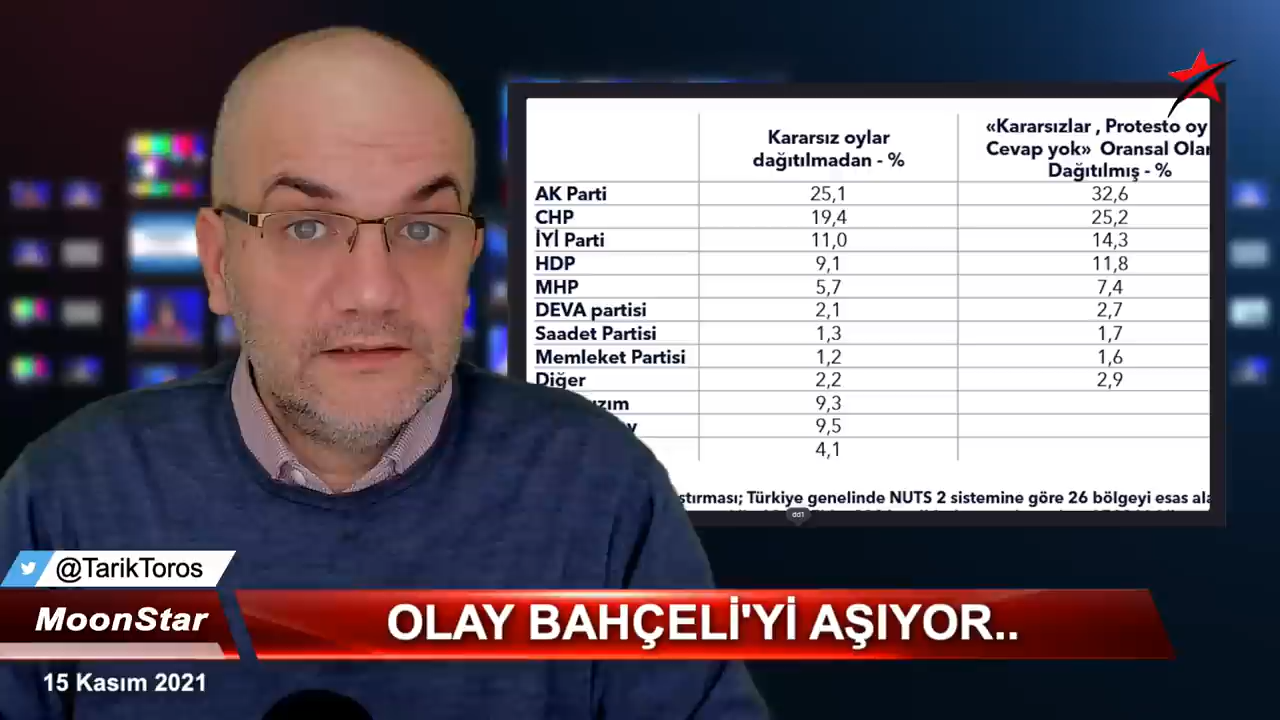 Kararsız oylar
dağıtılmadan - %
«Kararsızlar , Protesto oy
Cevap yok» Oransal Olar
Dağıtılmış - %
AK Parti 25,1 32,6
CHP 19,4 25,2
İYİ Parti 11,0 14,3
HDP 9,1 11,8
MHP 5,7 7,4
DEVA partisi 2,1 2,7
Saadet Partisi 1,3 1,7
Memleket Partisi 1,2 1,6
Diğer 2,2 2,9
9,3
9,5
4,1
Türkiye genelinde NUTS 2 sistemine göre 26 bölgeyi esas
dd1
@TarikToros
MoonStar
OLAY BAHÇELİ'Yİ AŞIYOR..
15 Kasım 2021